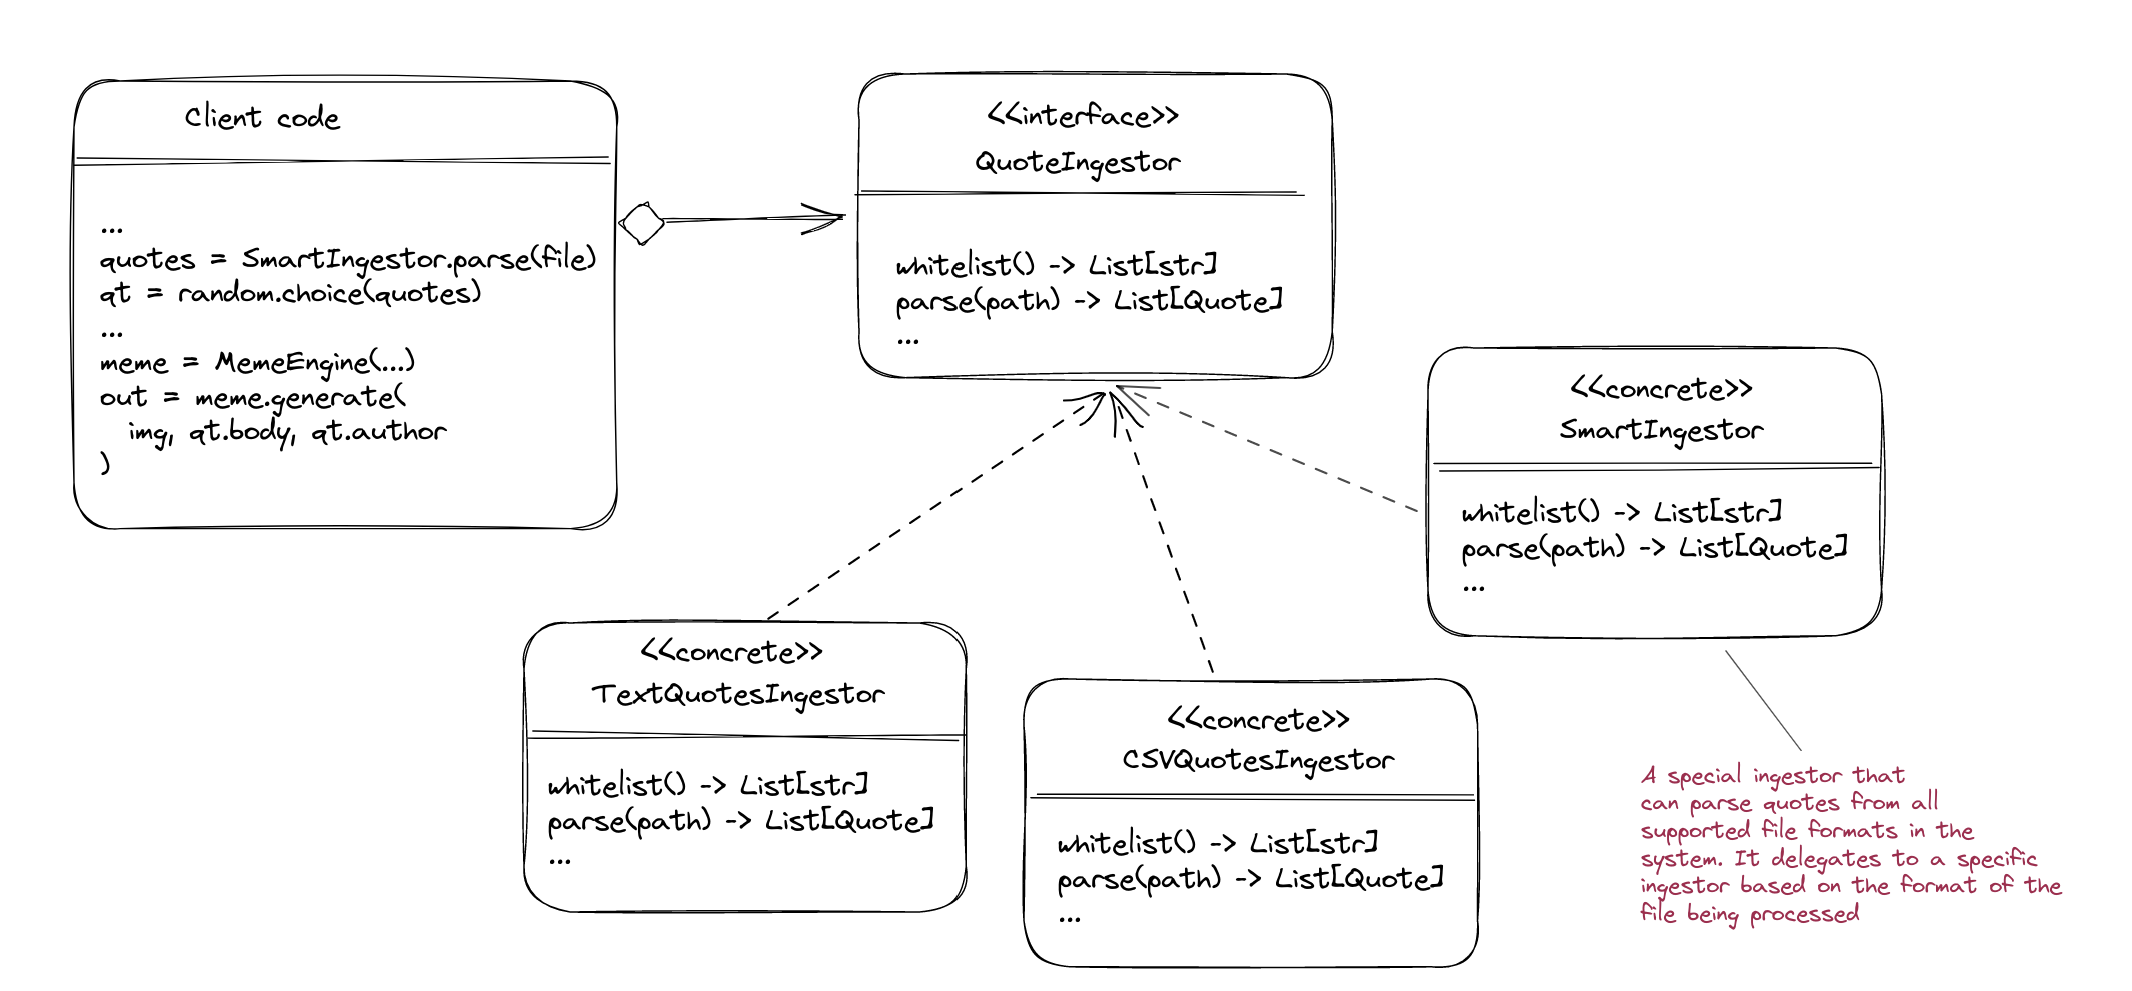 Client code
...
quotes = SmartIngestor.parse(file)
qt = random.choice(quotes)
...
meme = MemeEngine(...)
out = meme.generate(
img, qt.body, qt.author
)
<<interface>>
QuoteIngestor
whitelist() -> List[str]
parse(path) -> List[Quote]
...
<<concrete>>
SmartIngestor
whitelist() -> List[str]
parse(path) -> List[Quote]
...
<<concrete>>
TextQuotesIngestor
whitelist() -> List[str]
parse(path) -> List[Quote]
...
<<concrete>>
CSVQuotesIngestor
whitelist() -> List[str]
parse(path) -> List[Quote]
...
A special ingestor that
can parse quotes from all
supported file formats in the
system. It delegates to a specific
ingestor based on the format of the
file being processed